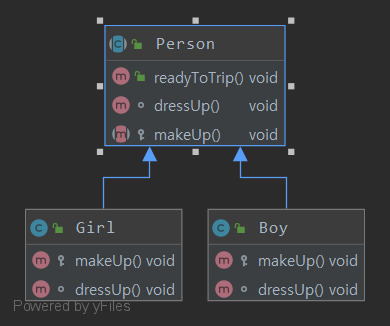 Person
readyToTrip() void
dressUp() void
makeUp() void
Girl
makeUp() void
dressUp() void
Boy
makeUp() void
dressUp() void
Powered by yFiles